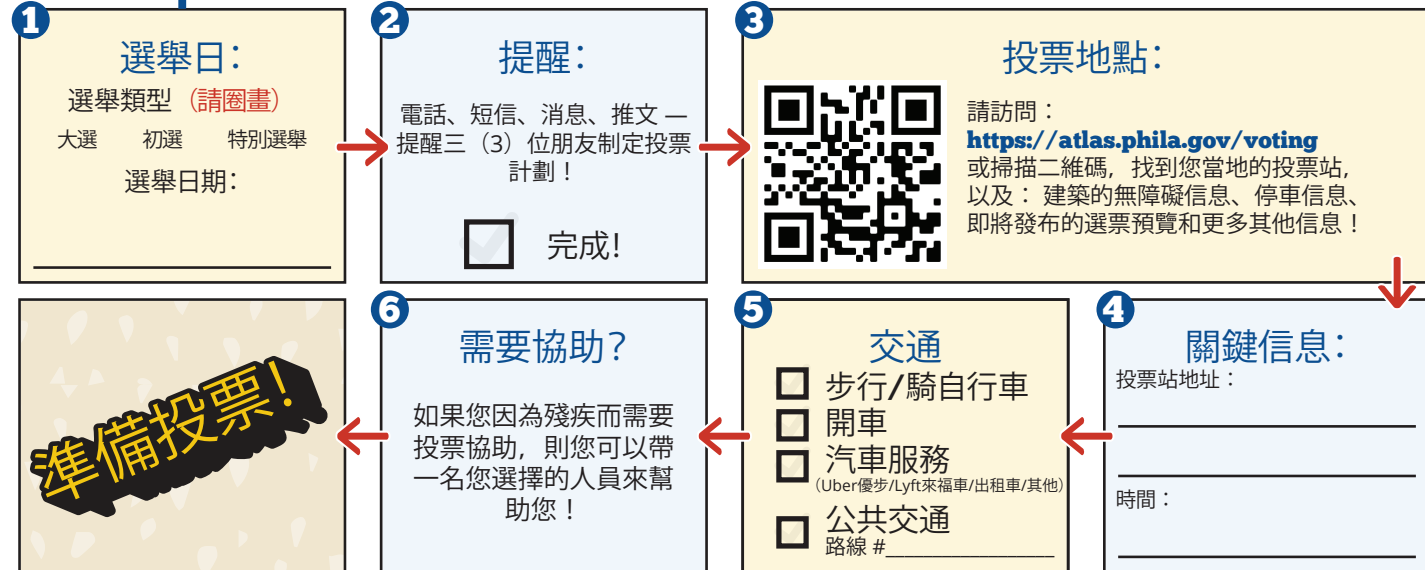 1
選舉日：
選舉類型（請圈畫）
大選 初選 特別選舉
選舉日期：
2
提醒：
電話、短信、消息、推文 —
提醒三（3）位朋友制定投票
計劃！
完成！
3
投票地點：
請訪問：
https://atlas.phila.gov/voting
或掃描二維碼，找到您當地的投票站，
以及： 建築的無障礙信息、停車信息、
即將發布的選票預覽和更多其他信息！
4
關鍵信息：
投票站地址：
時間：
5
交通
步行/騎自行車
開車
汽車服務
（Uber優步/Lyft來福車/出租車/其他）
公共交通
路線 #__________________
6
需要協助？
如果您因為殘疾而需要
投票協助，則您可以帶
一名您選擇的人員來幫
助您！
準備投票！